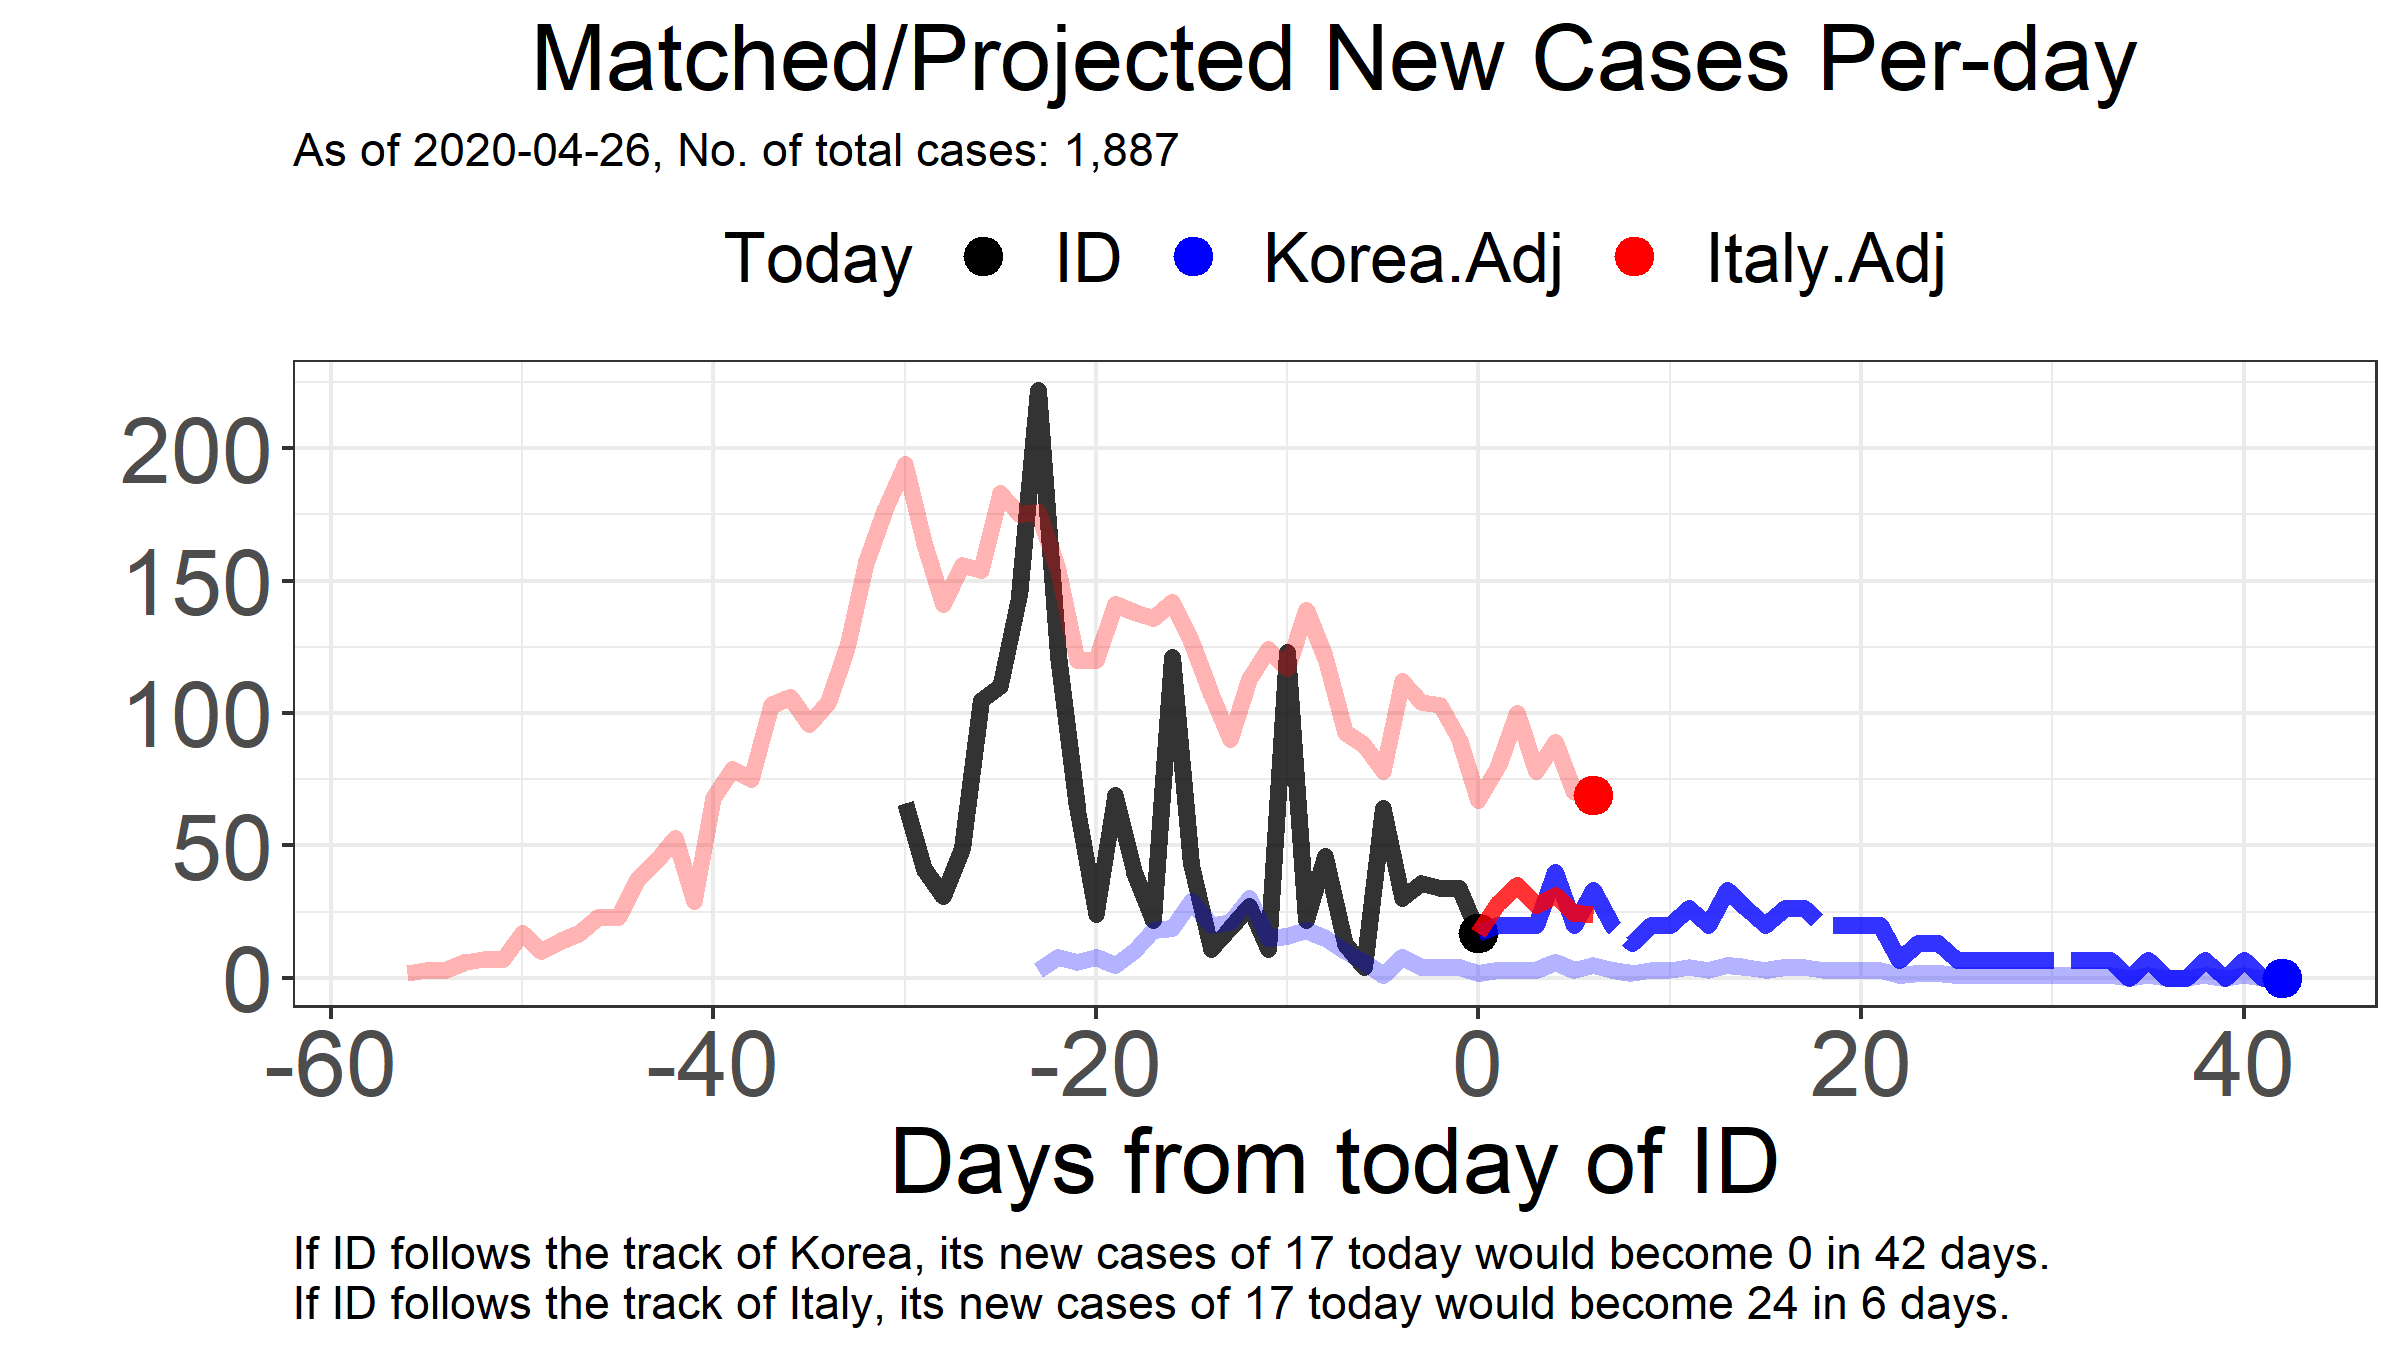 Matched/Projected New Cases Per-day
As of 2020-04-26, No. of total cases: 1,887
Today ID Korea.Adj Italy.Adj
200
150
100
50
0
-60 -40 -20 0 20 40
Days from today of ID
If ID follows the track of Korea, its new cases of 17 today would become 0 in 42 days.
If ID follows the track of Italy, its new cases of 17 today would become 24 in 6 days.